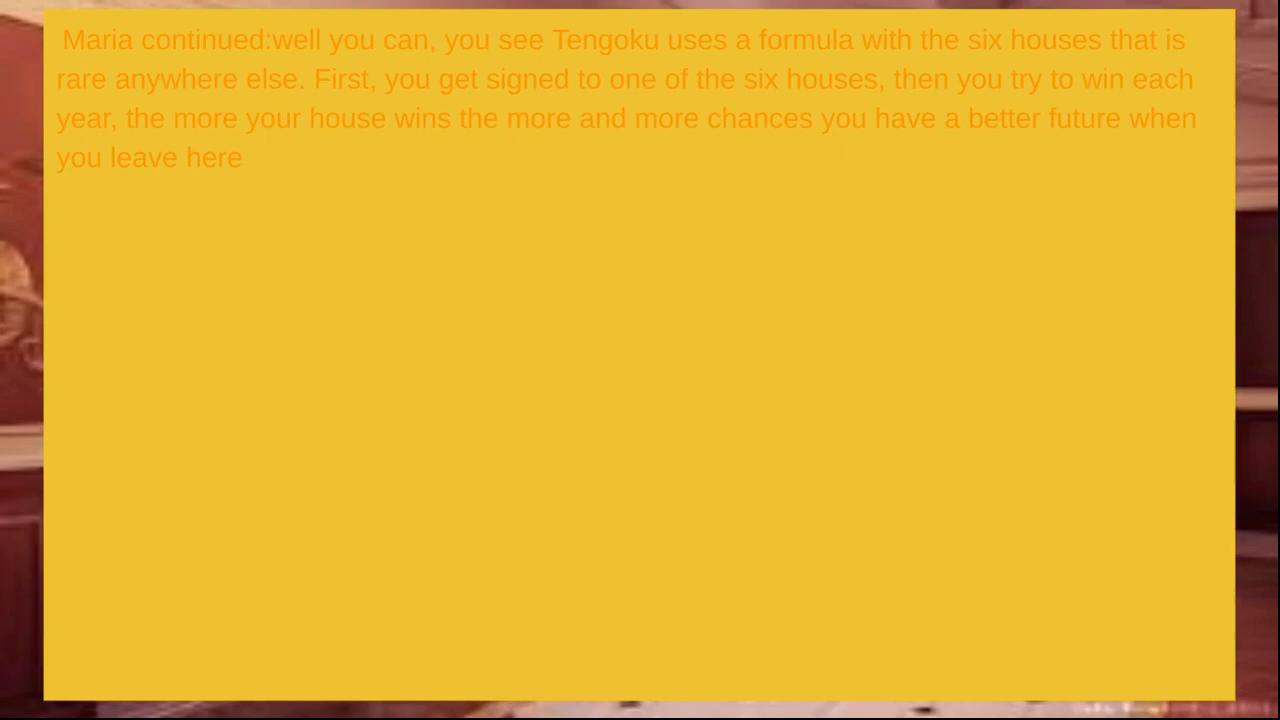 Maria continued:well you can, you see Tengoku uses a formula with the six houses that is
rare anywhere else. First, you get signed to one of the six houses, then you try to win each
year, the more your house wins the more and more chances you have a better future when
you leave here